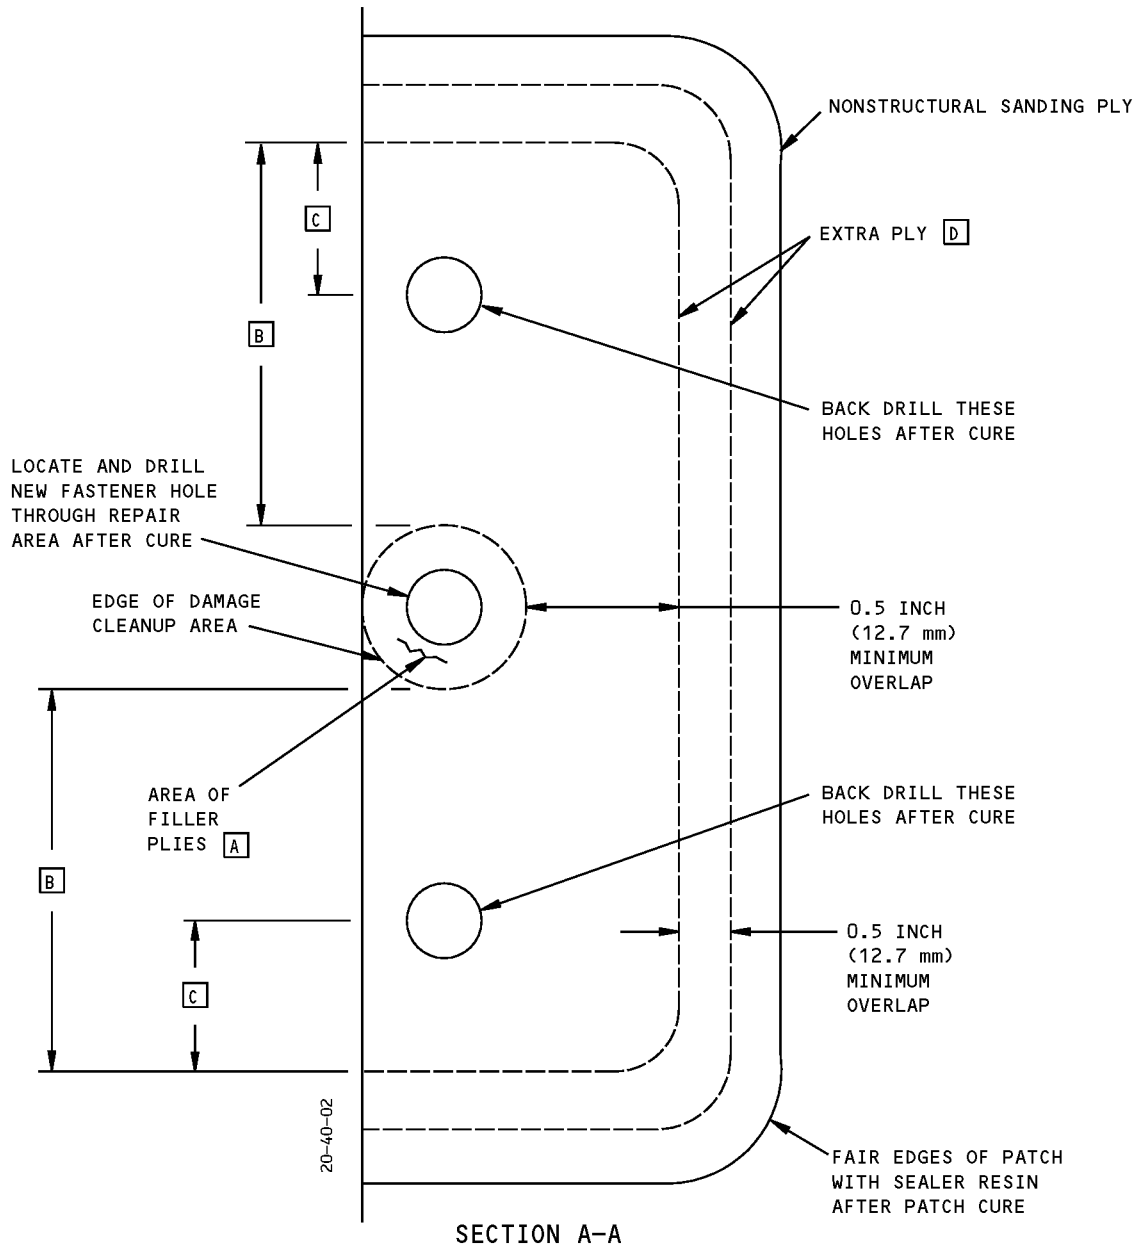 NONSTRUCTURAL SANDING PLY
C
EXTRA PLY D
B
BACK DRILL THESE
HOLES AFTER CURE
LOCATE AND DRILL
NEW FASTENER HOLE
THROUGH REPAIR
AREA AFTER CURE
EDGE OF DAMAGE
CLEANUP AREA
0.5 INCH
(12.7 mm)
MINIMUM
OVERLAP
AREA OF
FILLER
PLIES A
BACK DRILL THESE
HOLES AFTER CURE
B
0.5 INCH
(12.7 mm)
MINIMUM
OVERLAP
C
20-40-02
FAIR EDGES OF PATCH
WITH SEALER RESIN
AFTER PATCH CURE
SECTION A-A